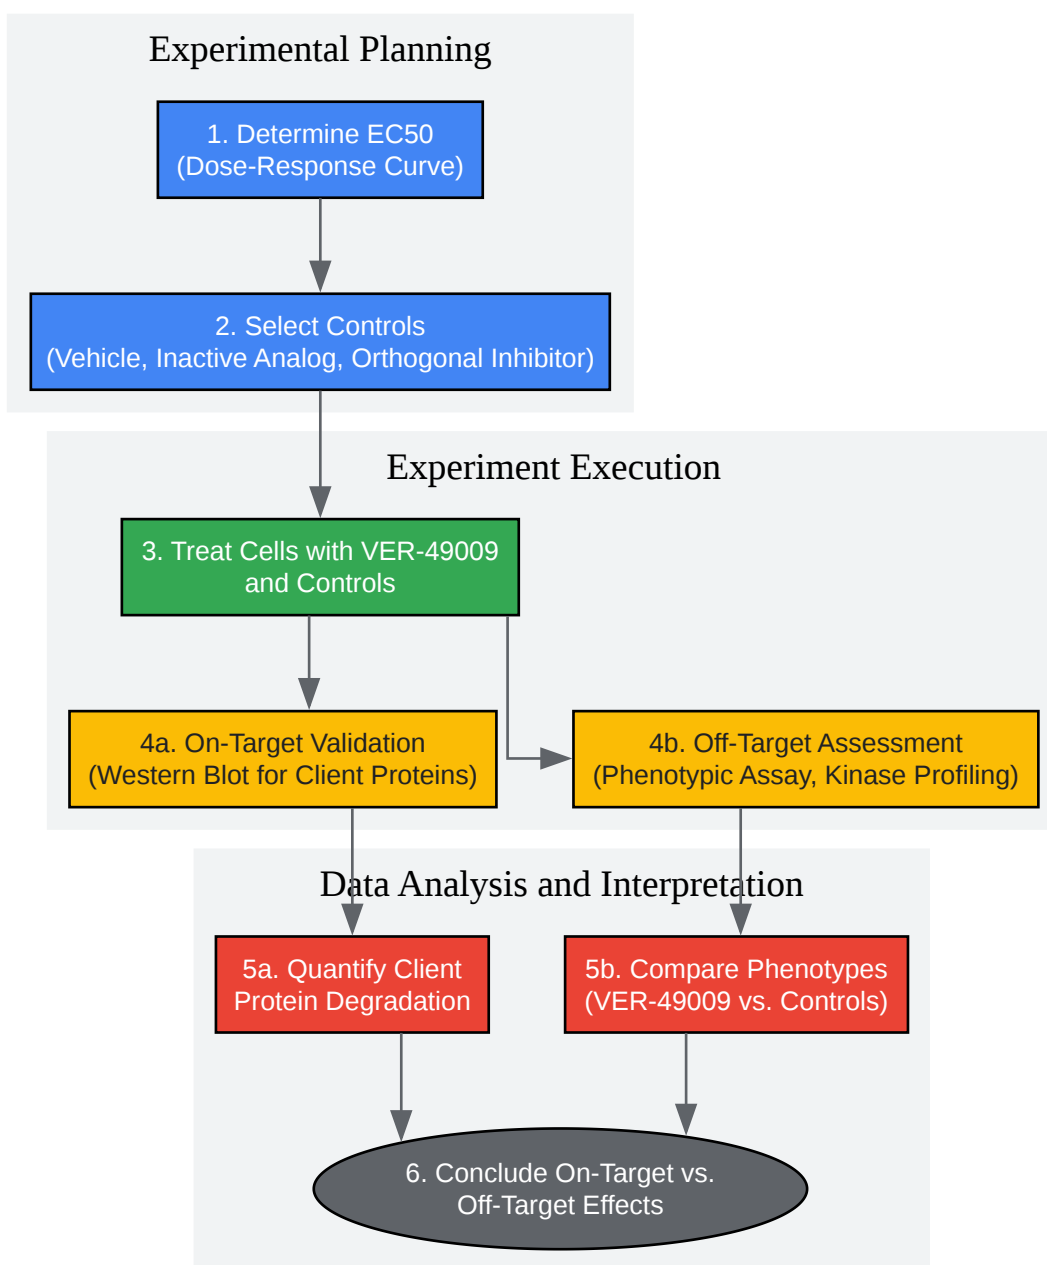 Experimental Planning
1. Determine EC50
(Dose-Response Curve)
2. Select Controls
(Vehicle, Inactive Analog, Orthogonal Inhibitor)
Experiment Execution
3. Treat Cells with VER-49009
and Controls
4a. On-Target Validation
(Western Blot for Client Proteins)
4b. Off-Target Assessment
(Phenotypic Assay, Kinase Profiling)
Data Analysis and Interpretation
5a. Quantify Client
Protein Degradation
5b. Compare Phenotypes
(VER-49009 vs. Controls)
6. Conclude On-Target vs.
Off-Target Effects